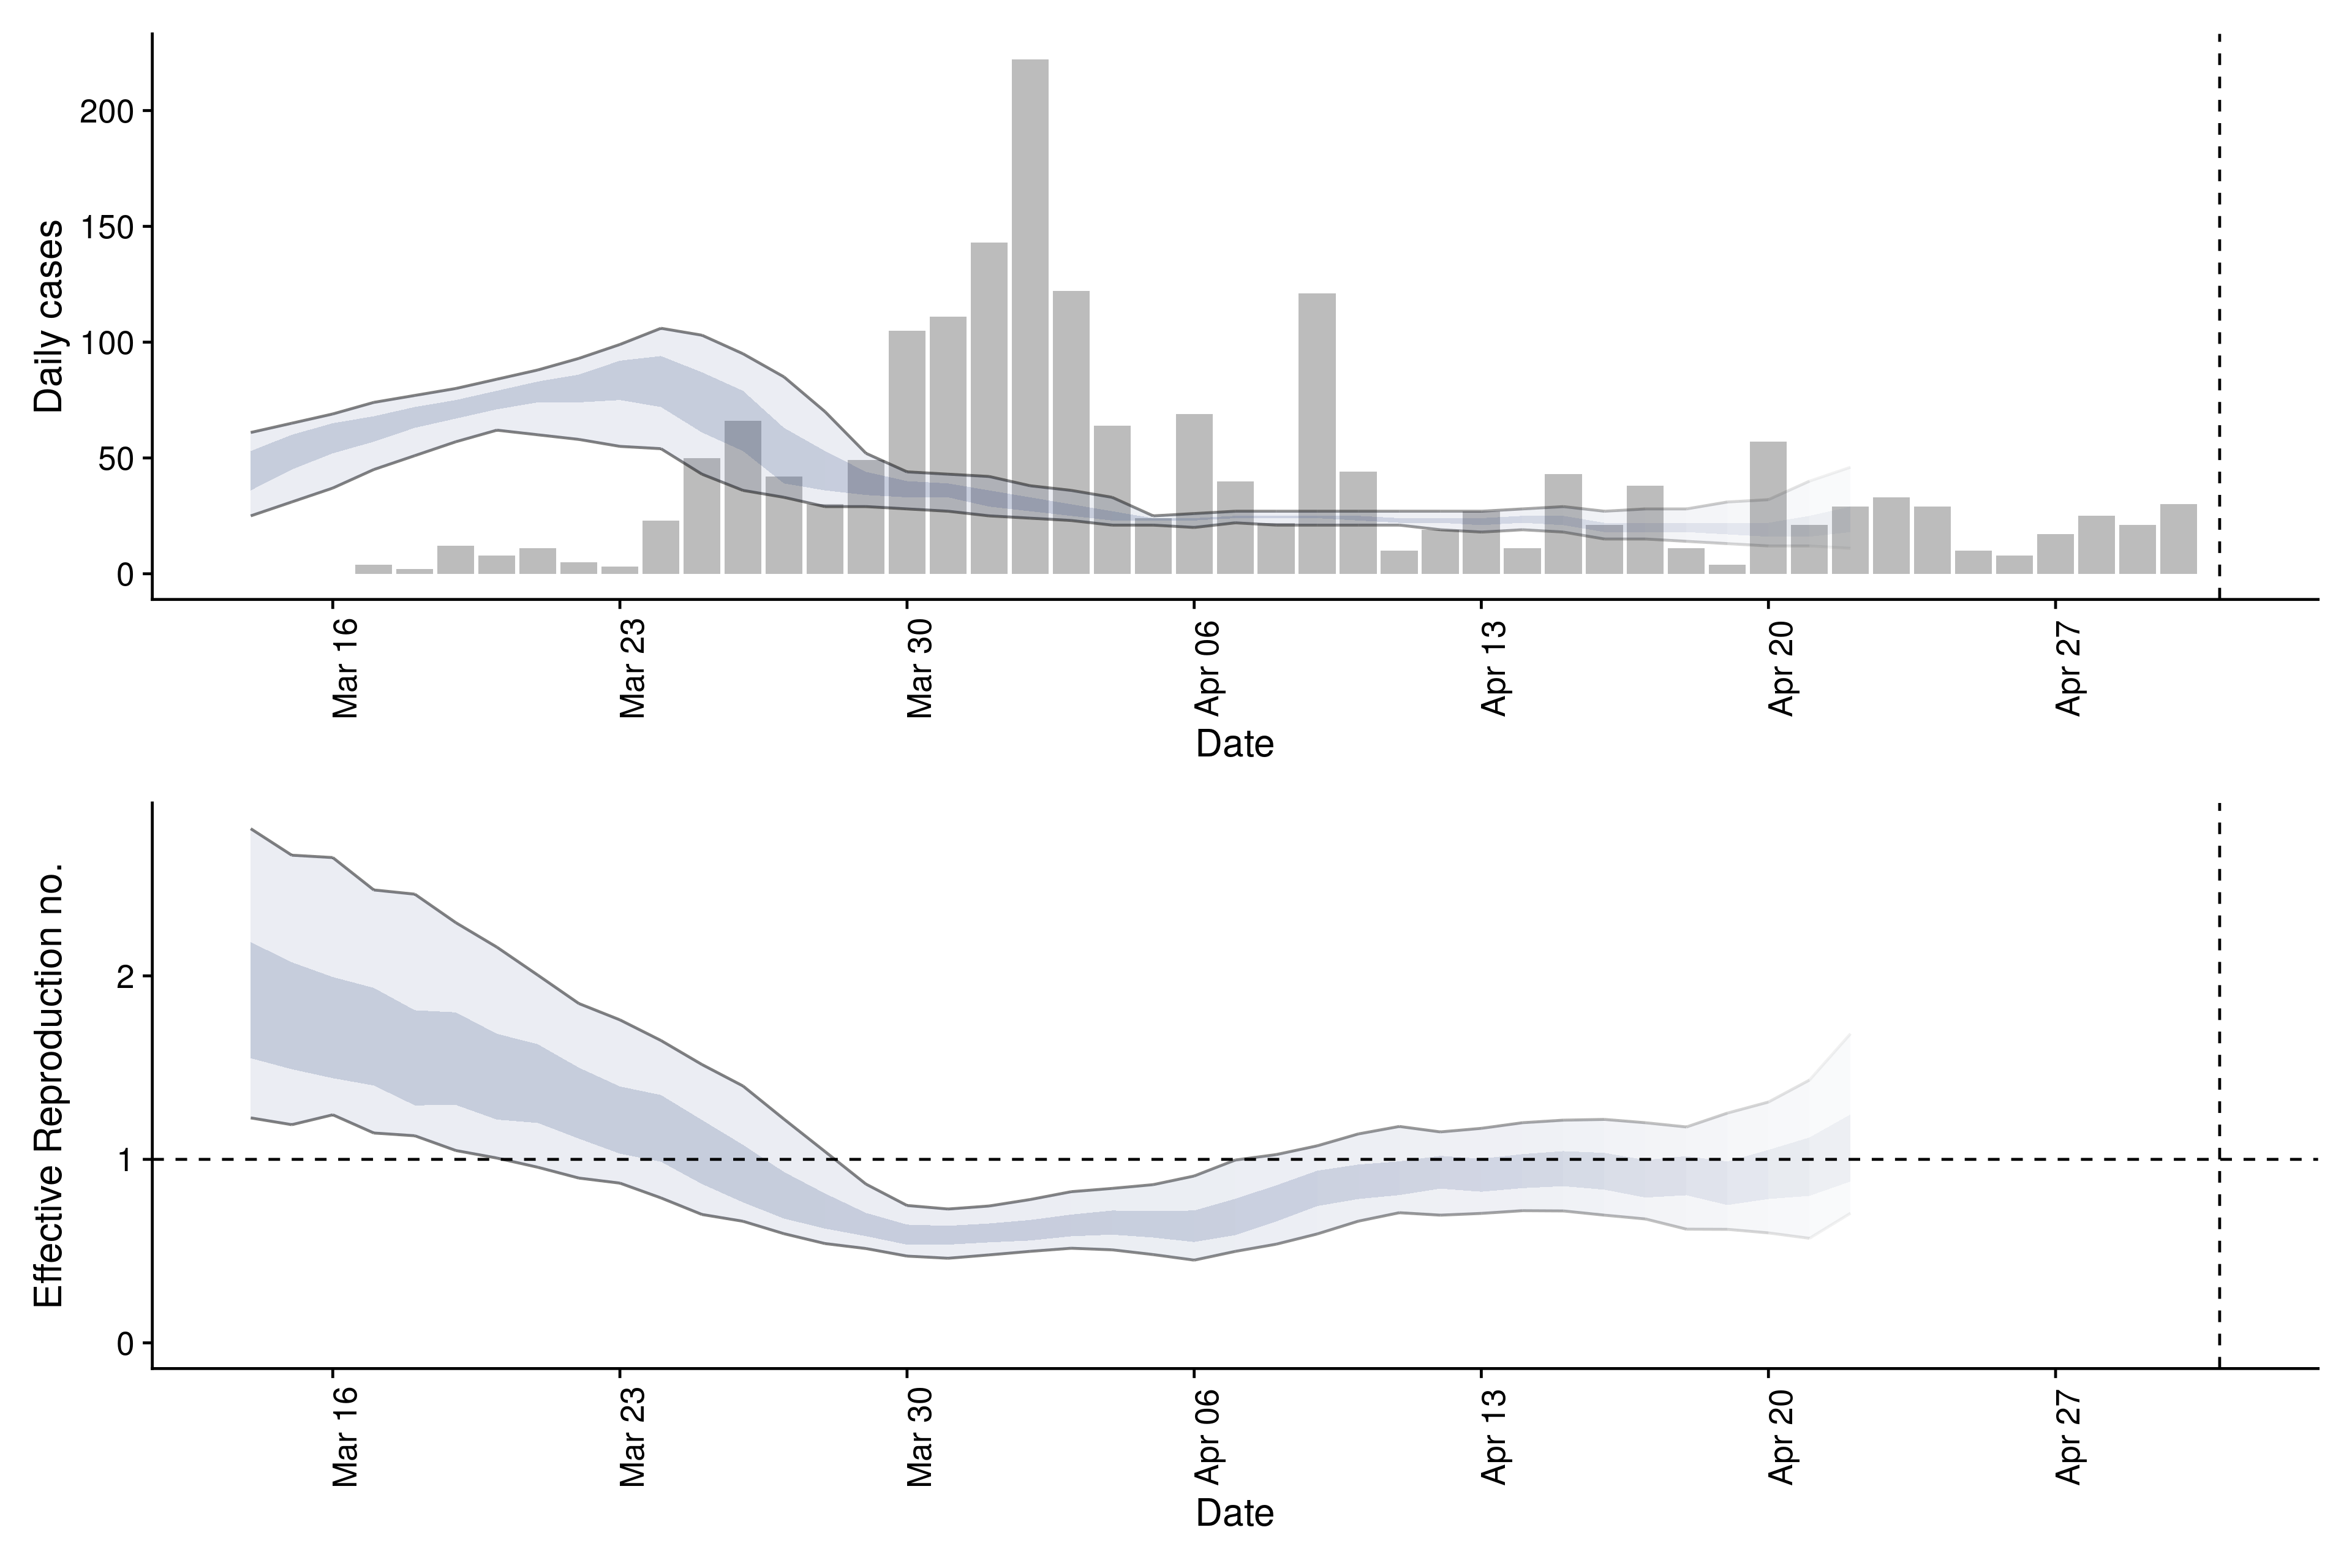 Daily cases
200
150
100
50
0
Mar 16
Mar 23
Mar 30
Apr 06
Apr 13
Apr 20
Apr 27
Date
Effective Reproduction no.
2
1
0
Mar 16
Mar 23
Mar 30
Apr 06
Apr 13
Apr 20
Apr 27
Date